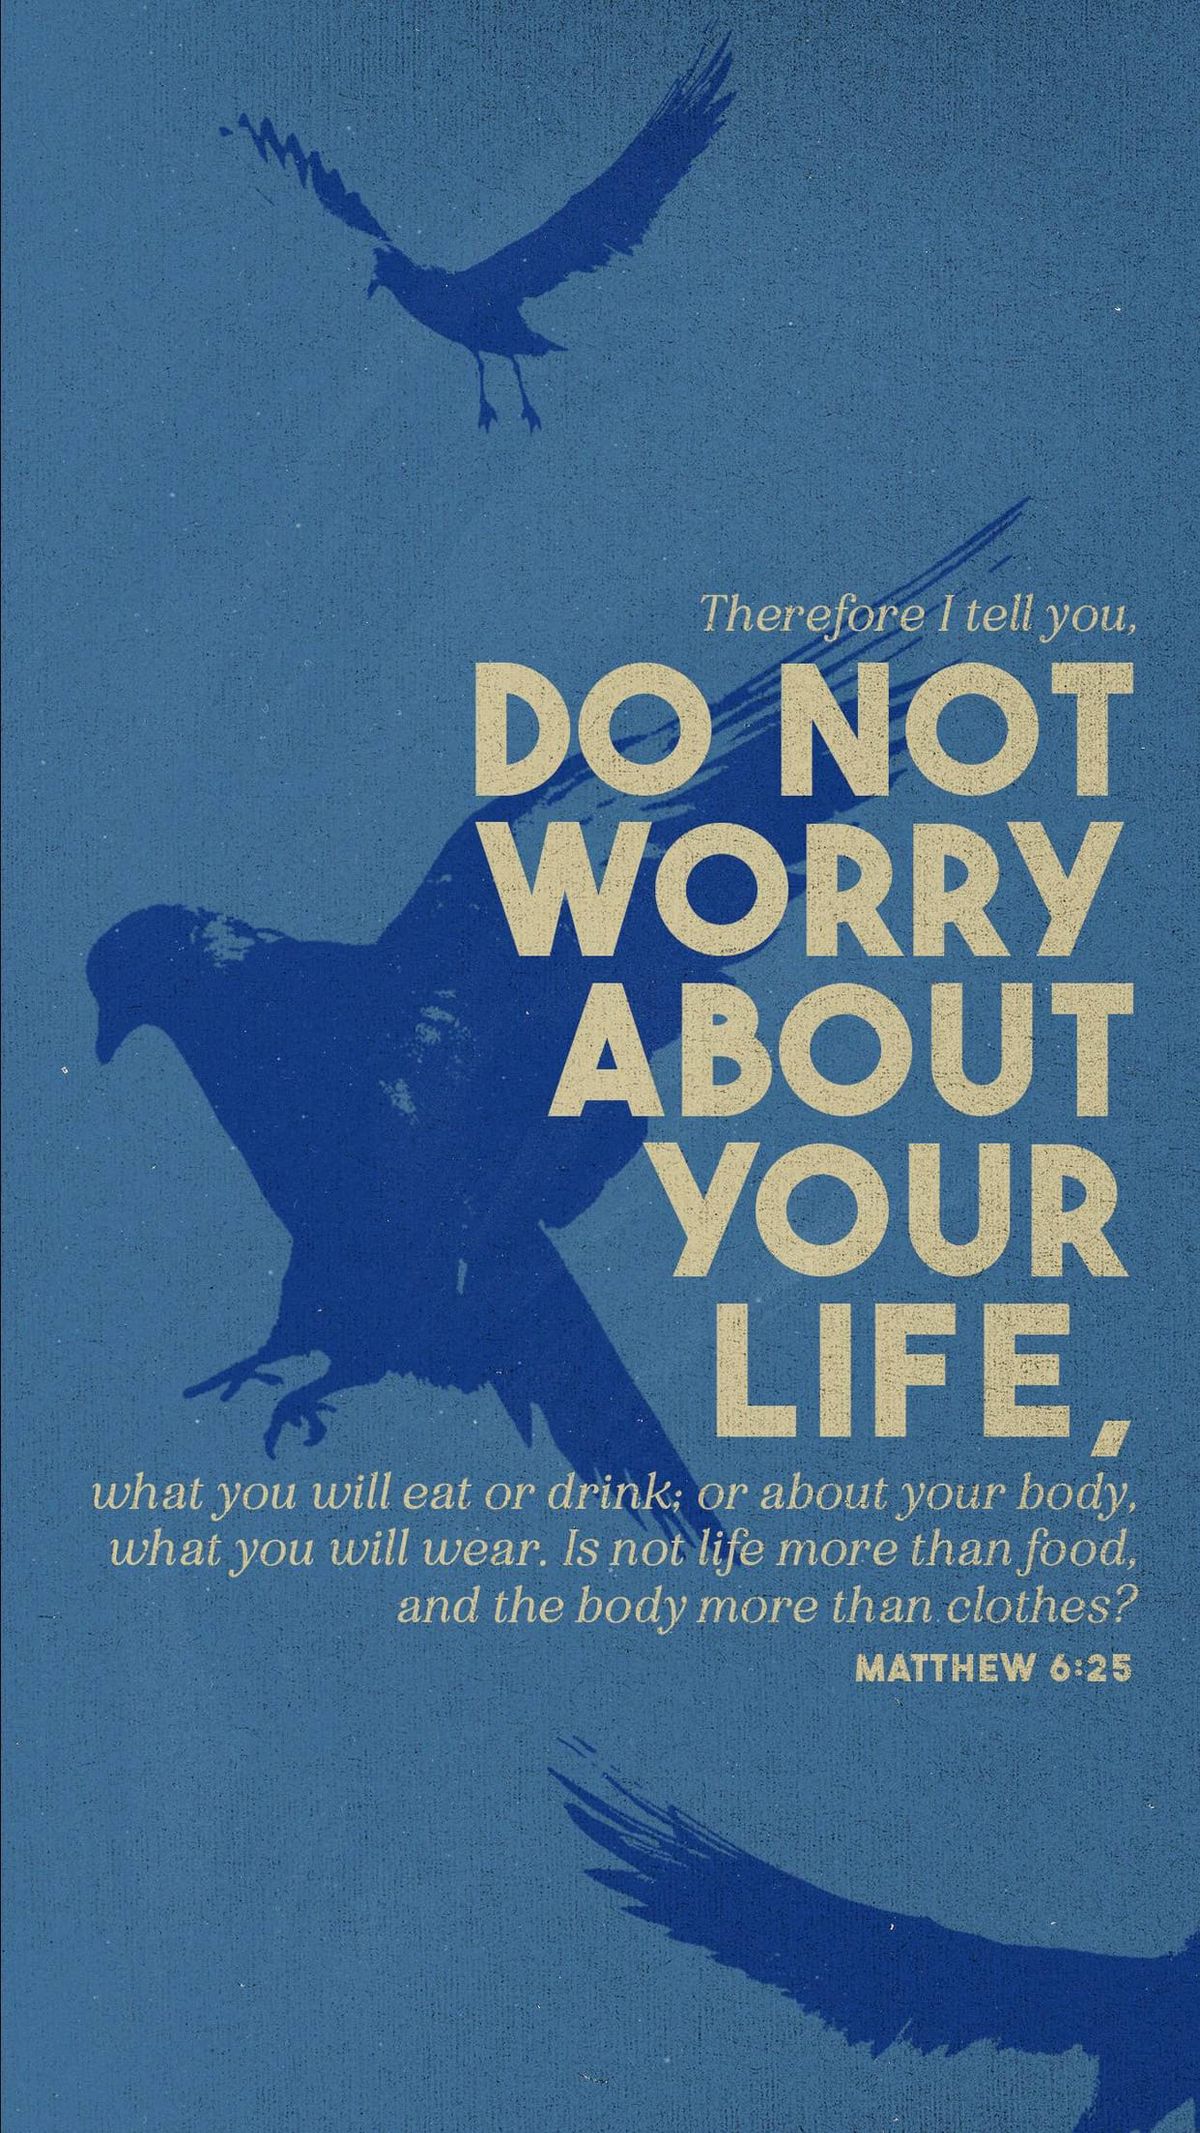 Therefore I tell you,
DO NOT
WORRY
ABOUT
YOUR
LIFE,
what you will eat or drink; or about your body,
what you will wear. Is not life more than food,
and the body more than clothes?
MATTHEW 6:25